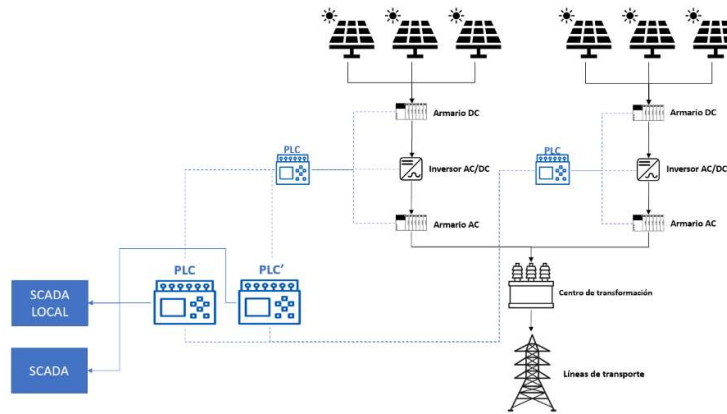 Armario DC
Armario DC
PLC
PLC
Inversor AC/DC
Inversor AC/DC
Armario AC
Armario AC
PLC
PLC'
SCADA
LOCAL
Centro de transformación
SCADA
Líneas de transporte